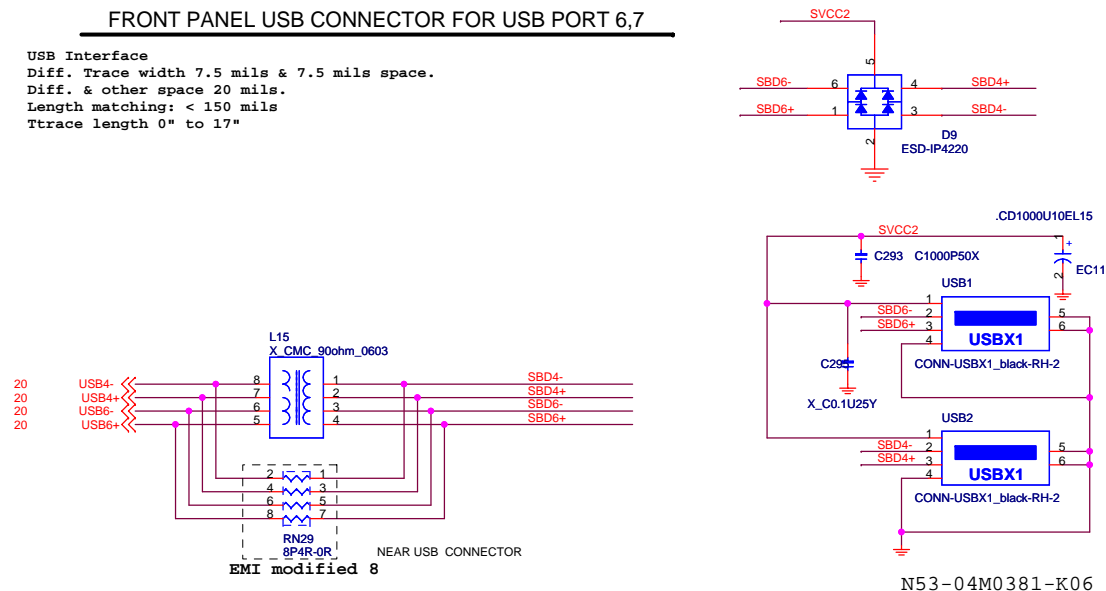 FRONT PANEL USB CONNECTOR FOR USB PORT 6,7
USB Interface
Diff. Trace width 7.5 mils & 7.5 mils space.
Diff. & other space 20 mils.
Length matching: < 150 mils
Ttrace length 0" to 17"
SVCC2
5
SBD6- 6 4 SBD4+
SBD6+ 1 3 SBD4-
2
D9
ESD-IP4220
.CD1000U10EL15
SVCC2
1
+
C293 C1000P50X
2
EC11
USB1
1
SBD6- 2 5
SBD6+ 3 6
4
USBX1
CONN-USBX1_black-RH-2
X_C0.1U25Y
USB2
1
SBD4- 2 5
SBD4+ 3 6
4
USBX1
CONN-USBX1_black-RH-2
L15
X_CMC_90ohm_0603
20 USB4- 8 1 SBD4-
20 USB4+ 7 2 SBD4+
20 USB6- 6 3 SBD6-
20 USB6+ 5 4 SBD6+
2 1
4 3
6 5
8 7
RN29
8P4R-0R
NEAR USB CONNECTOR
EMI modified 8
N53-04M0381-K06